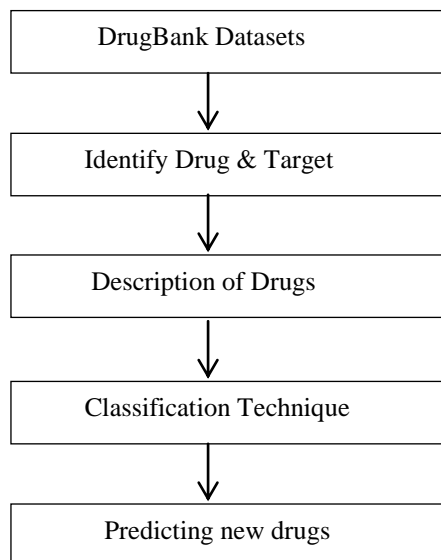 DrugBank Datasets
Identify Drug & Target
Description of Drugs
Classification Technique
Predicting new drugs